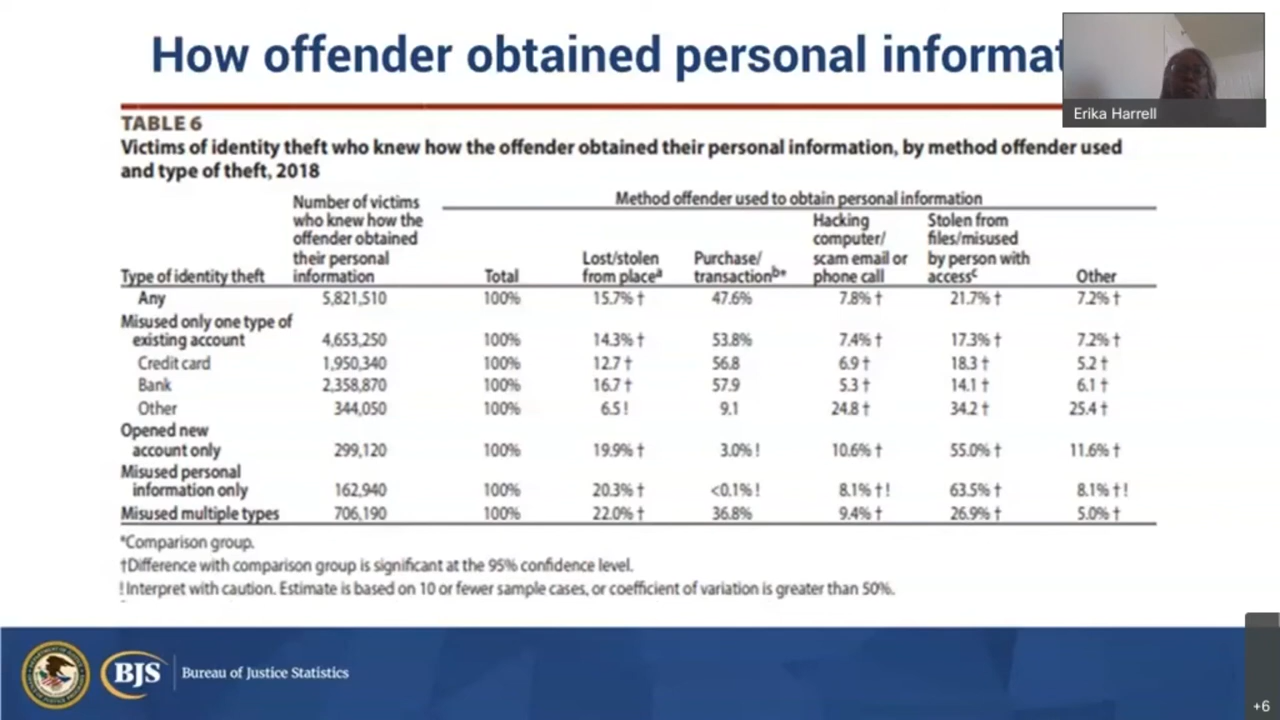 How offender obtained personal informat
Erika Harrell
TABLE 6
Victims of identity theft who knew how the offender obtained their personal information, by method offender used
and type of theft, 2018
Number of victims
who knew how the
offender obtained
their personal
information
Method offender used to obtain personal information
Type of identity theft
Total
Lost/stolen
from placeᵃ
Purchase/
transactionᵇ*
Hacking
computer/
scam email or
phone call
Stolen from
files/misused
by person with
accessᶜ
Other
Any 5,821,510 100% 15.7% † 47.6% 7.8% † 21.7% † 7.2% †
Misused only one type of
existing account 4,653,250 100% 14.3% † 53.8% 7.4% † 17.3% † 7.2% †
Credit card 1,950,340 100% 12.7 † 56.8 6.9 † 18.3 † 5.2 †
Bank 2,358,870 100% 16.7 † 57.9 5.3 † 14.1 † 6.1 †
Other 344,050 100% 6.5 ! 9.1 24.8 † 34.2 † 25.4 †
Opened new
account only 299,120 100% 19.9% † 3.0% ! 10.6% † 55.0% † 11.6% †
Misused personal
information only 162,940 100% 20.3% † <0.1% ! 8.1% † ! 63.5% † 8.1% † !
Misused multiple types 706,190 100% 22.0% † 36.8% 9.4% † 26.9% † 5.0% †
*Comparison group.
†Difference with comparison group is significant at the 95% confidence level.
! Interpret with caution. Estimate is based on 10 or fewer sample cases, or coefficient of variation is greater than 50%.
BJS
Bureau of Justice Statistics
+6